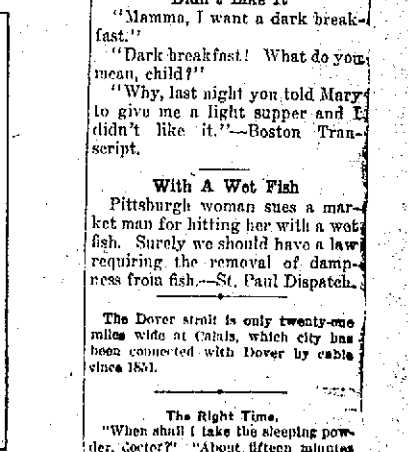 Didn't Like It
"Mamma, I want a dark break-
fast."
"Dark breakfast! What do you
mean, child?"
"Why, last night you told Mary
to give me a light supper and I
didn't like it."—Boston Tran-
script.
With A Wet Fish
Pittsburgh woman sues a mar-
ket man for hitting her with a wet
fish. Surely we should have a law
requiring the removal of damp-
ness from fish.—St. Paul Dispatch.
The Dover strait is only twenty-one
miles wide at Calais, which city has
been connected with Dover by cable
since 1851.
The Right Time.
"When shall I take the sleeping pow-
der, doctor?" "About fifteen minutes